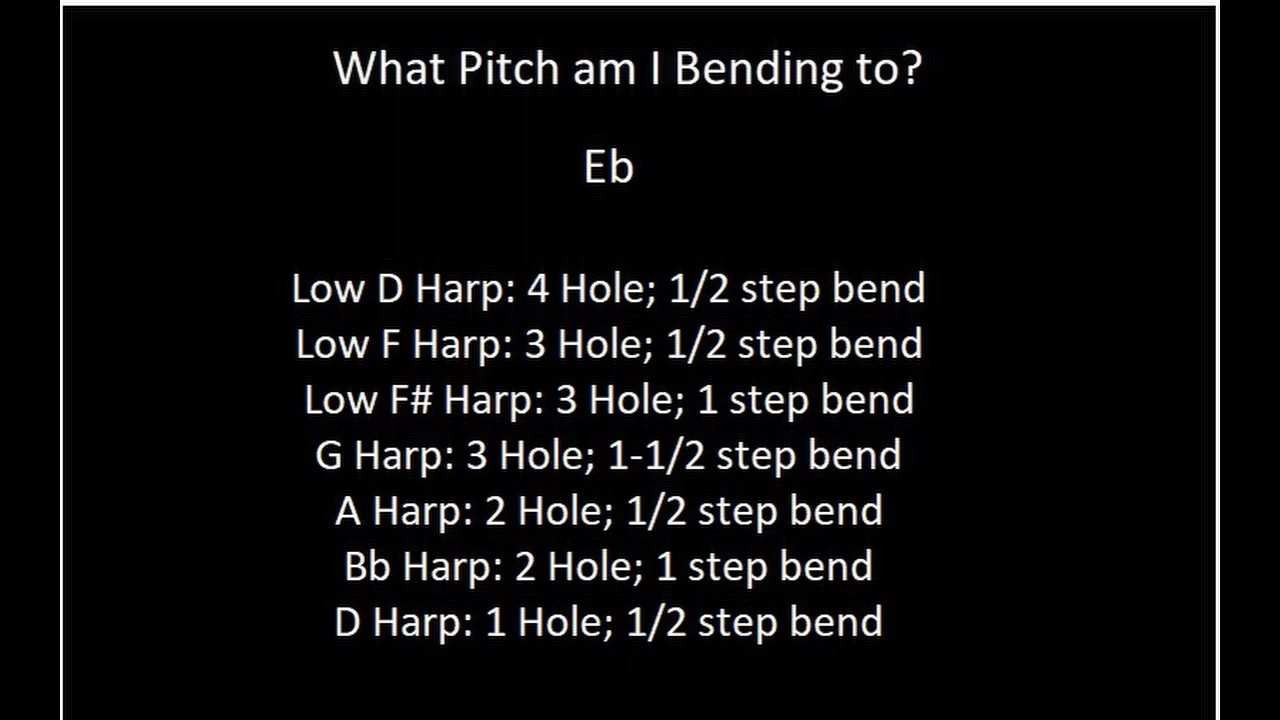 What Pitch am I Bending to?
Eb
Low D Harp: 4 Hole; 1/2 step bend
Low F Harp: 3 Hole; 1/2 step bend
Low F# Harp: 3 Hole; 1 step bend
G Harp: 3 Hole; 1-1/2 step bend
A Harp: 2 Hole; 1/2 step bend
Bb Harp: 2 Hole; 1 step bend
D Harp: 1 Hole; 1/2 step bend